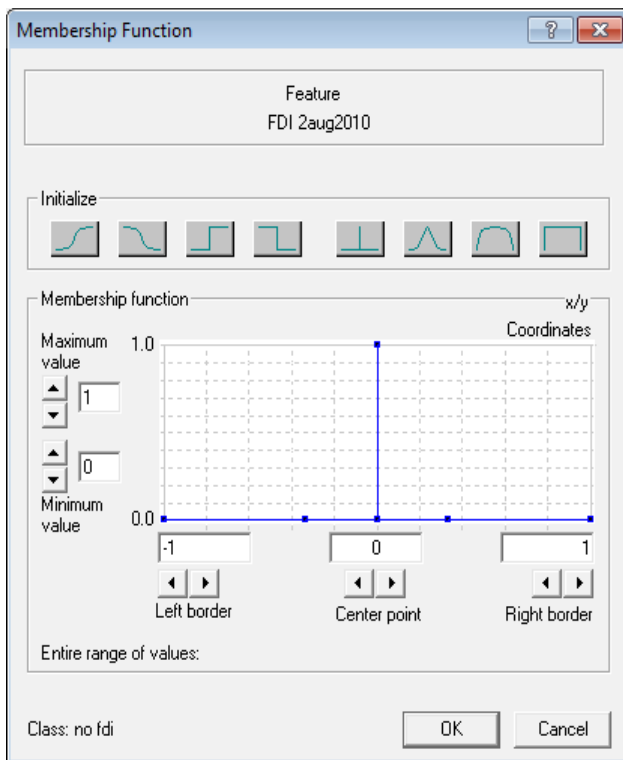 Membership Function
?
Feature
FDI 2aug2010
Initialize
Membership function
x/y
Coordinates
Maximum
value
1.0
1
0
Minimum
value
0.0
-1
0
1
Left border
Center point
Right border
Entire range of values:
Class: no fdi
OK
Cancel